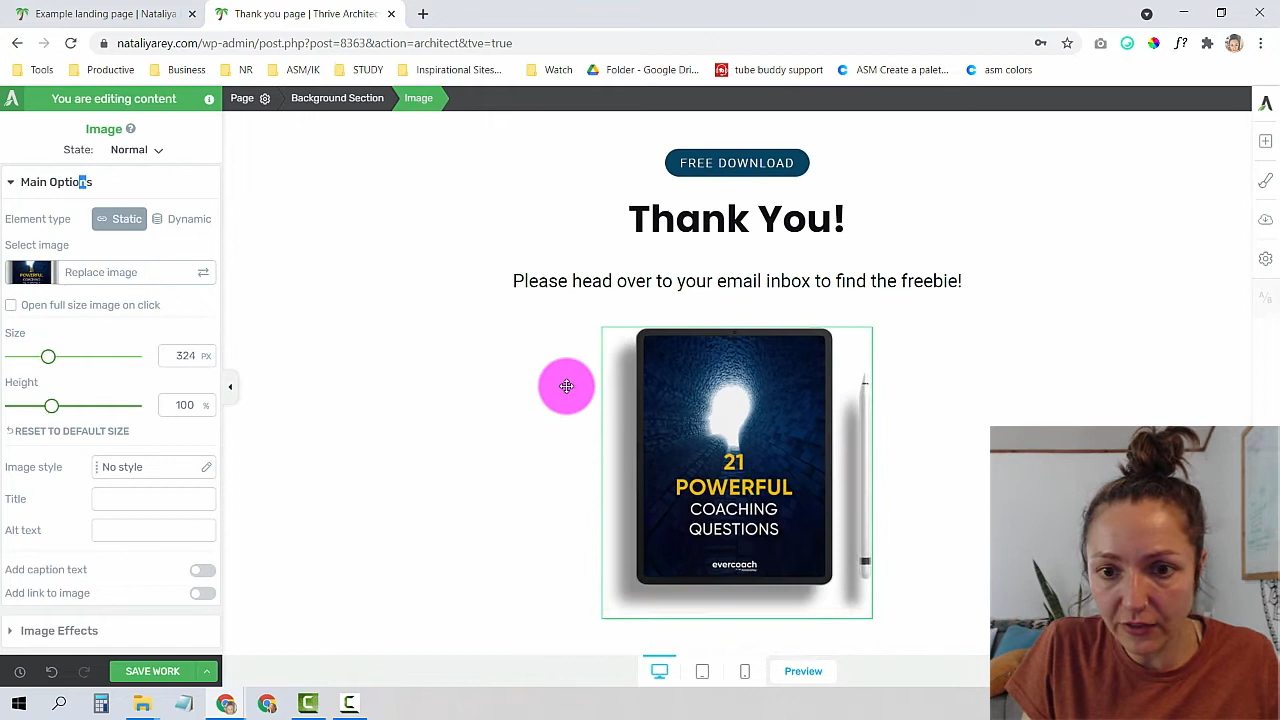 Example landing page | Nataliya
Thank you page | Thrive Architec
nataliyarey.com/wp-admin/post.php?post=8363&action=architect&tve=true
Tools
Productive
Business
NR
ASM/IK
STUDY
Inspirational Sites...
Watch
Folder - Google Dri...
tube buddy support
ASM Create a palet...
asm colors
You are editing content
Page
Background Section
Image
Image
State:
Normal
Main Options
Element type
Static
Dynamic
Select image
Replace image
Open full size image on click
Size
324 PX
Height
100 %
RESET TO DEFAULT SIZE
Image style
No style
Title
Alt text
Add caption text
Add link to image
Image Effects
SAVE WORK
FREE DOWNLOAD
Thank You!
Please head over to your email inbox to find the freebie!
21
POWERFUL
COACHING
QUESTIONS
evercoach
Preview